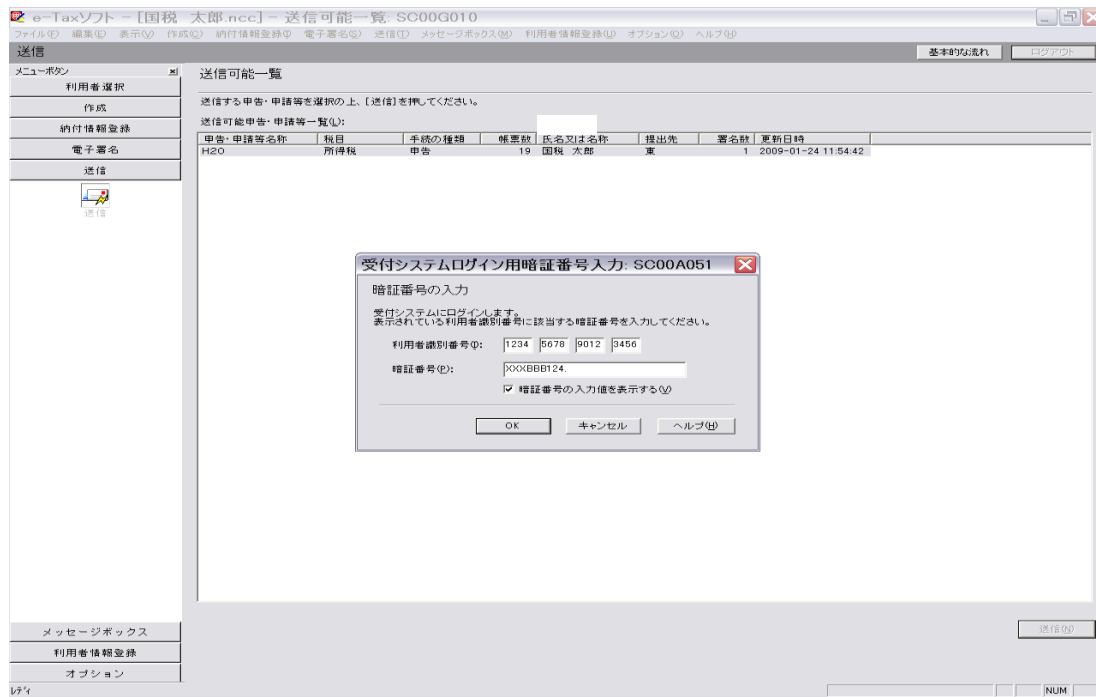 e-Taxソフト - [国税 太郎.ncc] - 送信可能一覧: SC00G010
ファイル(F) 編集(E) 表示(V) 作成(C) 納付情報登録(I) 電子署名(S) 送信(T) メッセージボックス(M) 利用者情報登録(U) オプション(O) ヘルプ(H)
送信 基本的な流れ ログアウト
メニューボタン
利用者選択
作成
納付情報登録
電子署名
送信
送信
送信可能一覧
送信する申告・申請等を選択の上、[送信]を押してください。
送信可能申告・申請等一覧(L):
申告・申請等名称 税目 手続の種類 帳票数 氏名又は名称 提出先 署名数 更新日時
H20 所得税 申告 19 国税 太郎 東 1 2009-01-24 11:54:42
受付システムログイン用暗証番号入力: SC00A051
暗証番号の入力
受付システムにログインします。
表示されている利用者識別番号に該当する暗証番号を入力してください。
利用者識別番号(I): 1234 5678 9012 3456
暗証番号(P): XXXBBB124.
暗証番号の入力値を表示する(V)
OK キャンセル ヘルプ(H)
送信(N)
メッセージボックス
利用者情報登録
オプション
レディ NUM